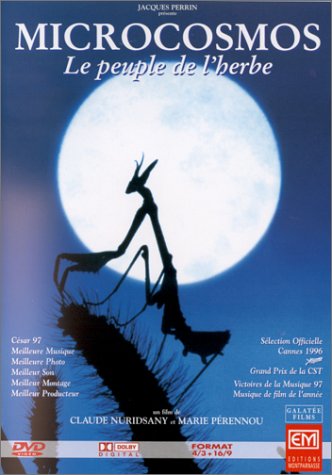 JACQUES PERRIN
présente
MICROCOSMOS
Le peuple de l'herbe
César 97
Meilleure Musique
Meilleure Photo
Meilleur Son
Meilleur Montage
Meilleur Producteur
Sélection Officielle
Cannes 1996
Grand Prix de la CST
Victoires de la Musique 97
Musique de film de l'année
un film de
CLAUDE NURIDSANY et MARIE PÉRENNOU
GALATÉE
FILMS
DVD
VIDEO
DOLBY
DIGITAL
FORMAT
4/3 + 16/9
EM
EDITIONS
MONTPARNASSE